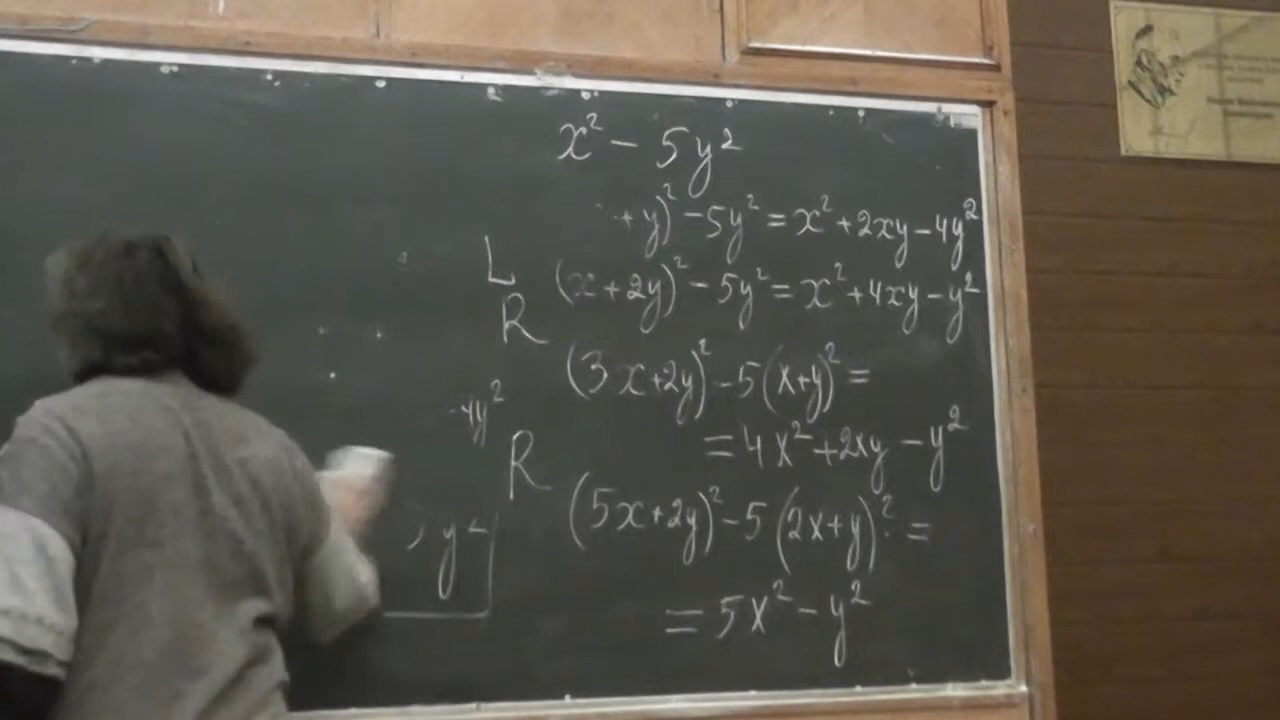 x² - 5y²
+y)² - 5y² = x² + 2xy - 4y²
L
(x+2y)² - 5y² = x² + 4xy - y²
R
(3x+2y)² - 5(x+y)² =
-4y²
= 4x² + 2xy - y²
R
(5x+2y)² - 5(2x+y)² =
y²
= 5x² - y²